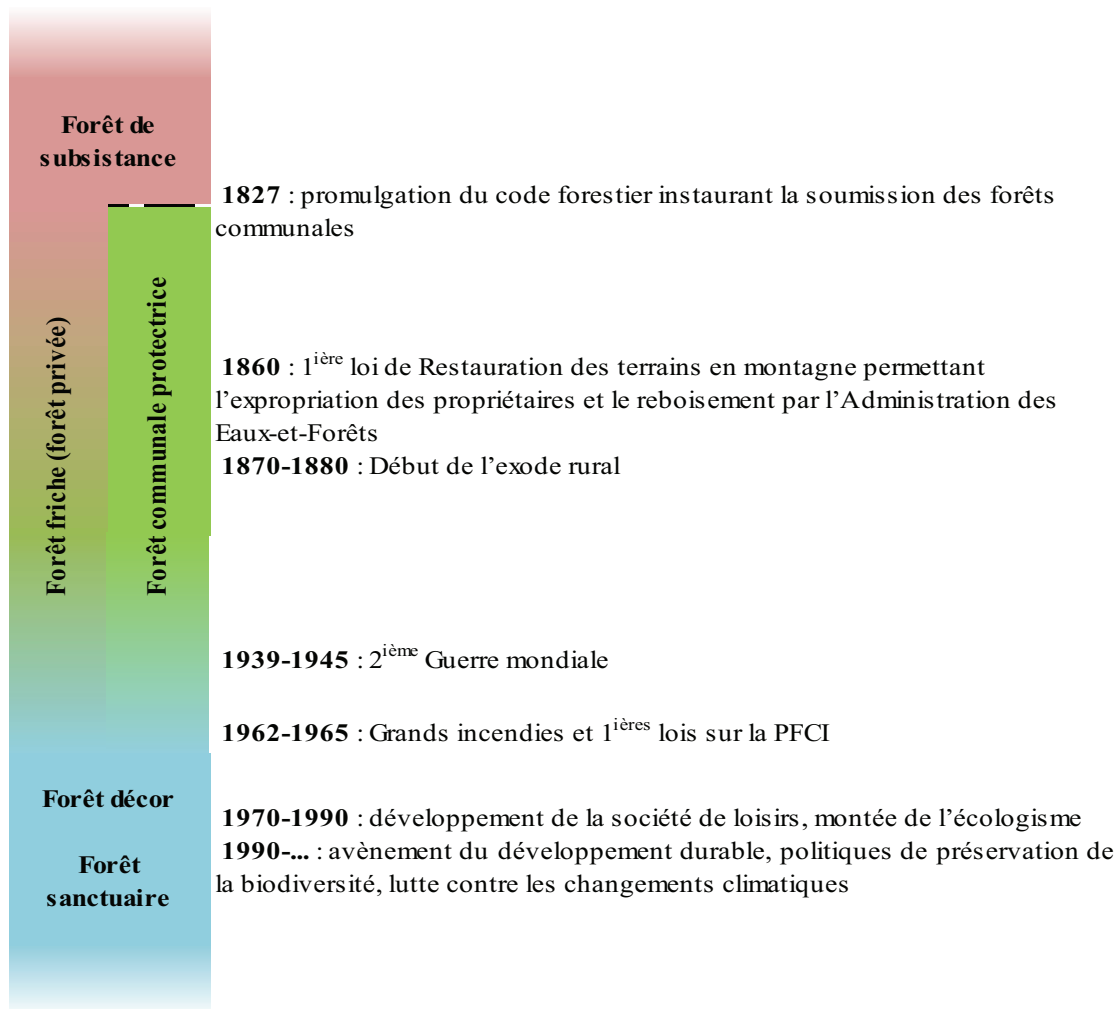 Forêt de
subsistance
1827 : promulgation du code forestier instaurant la soumission des forêts
communales
Forêt friche (forêt privée)
Forêt communale protectrice
1860 : 1ière loi de Restauration des terrains en montagne permettant
l'expropriation des propriétaires et le reboisement par l'Administration des
Eaux-et-Forêts
1870-1880 : Début de l'exode rural
1939-1945 : 2ième Guerre mondiale
1962-1965 : Grands incendies et 1ières lois sur la PFCI
Forêt décor
1970-1990 : développement de la société de loisirs, montée de l'écologisme
Forêt
sanctuaire
1990-... : avènement du développement durable, politiques de préservation de
la biodiversité, lutte contre les changements climatiques